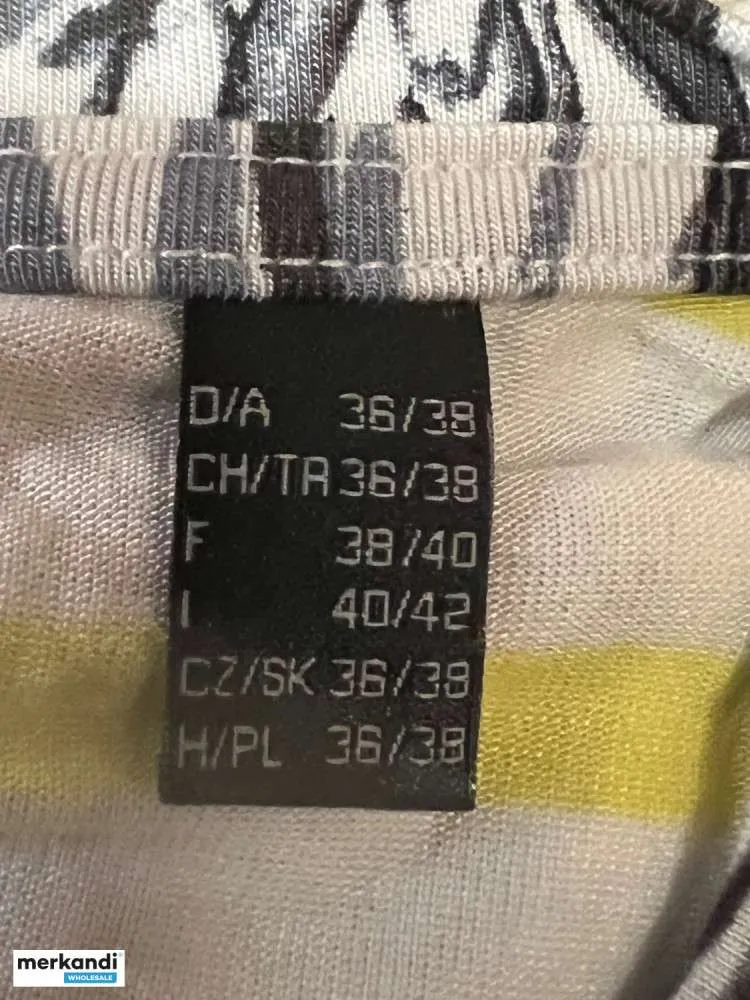 D/A 36/38
CH/TR 36/38
F 38/40
I 40/42
CZ/SK 36/38
H/PL 36/38
merkandi
WHOLESALE